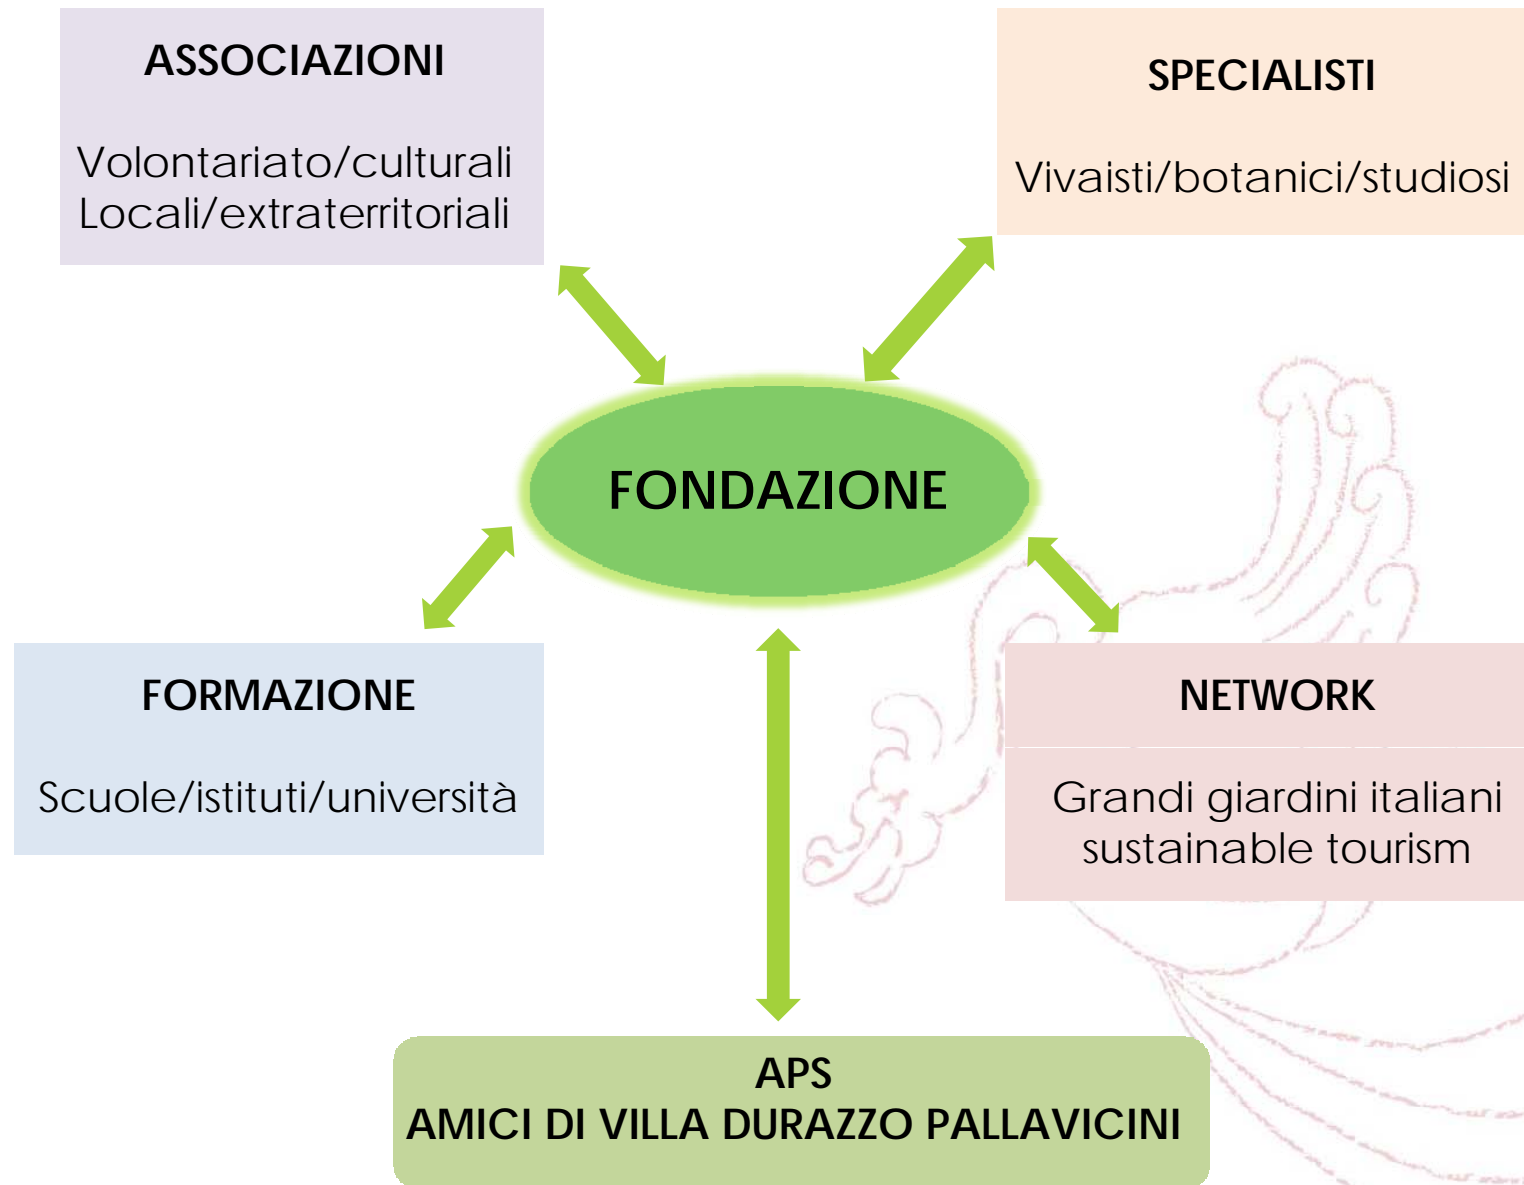 ASSOCIAZIONI
Volontariato/culturali
Locali/extraterritoriali
SPECIALISTI
Vivaisti/botanici/studiosi
FONDAZIONE
FORMAZIONE
Scuole/istituti/università
NETWORK
Grandi giardini italiani
sustainable tourism
APS
AMICI DI VILLA DURAZZO PALLAVICINI